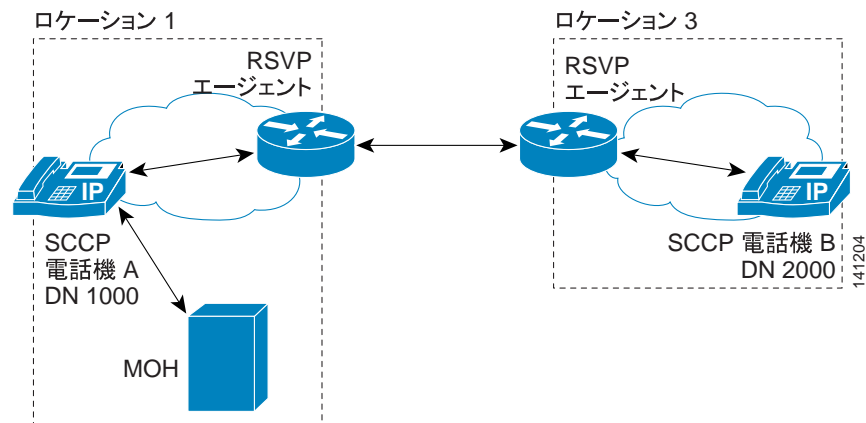 ロケーション 1
ロケーション 3
RSVP
エージェント
RSVP
エージェント
IP
IP
SCCP
電話機 A
DN 1000
SCCP 電話機 B
DN 2000
141204
MOH